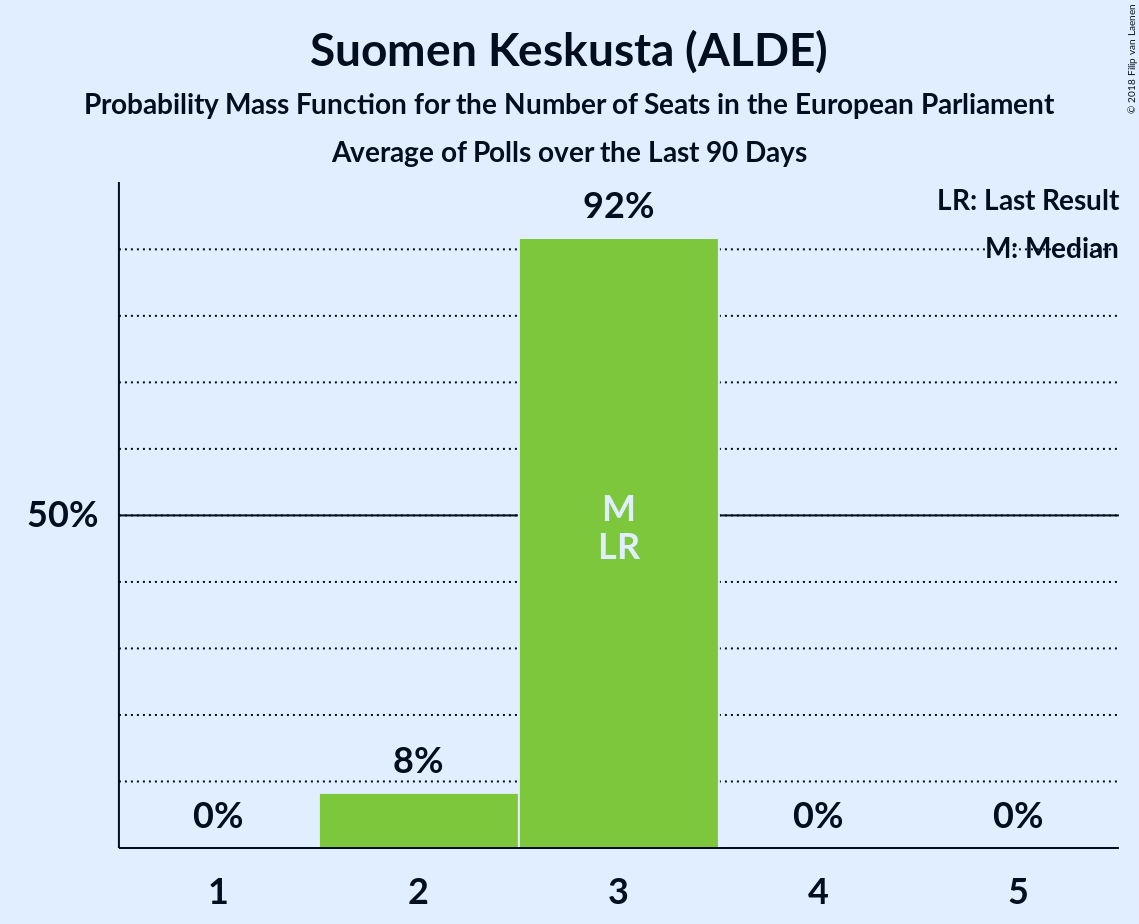 Suomen Keskusta (ALDE)
Probability Mass Function for the Number of Seats in the European Parliament
Average of Polls over the Last 90 Days
© 2018 Filip van Laenen
LR: Last Result
M: Median
92%
50%
M
LR
8%
0%
0%
0%
1
2
3
4
5